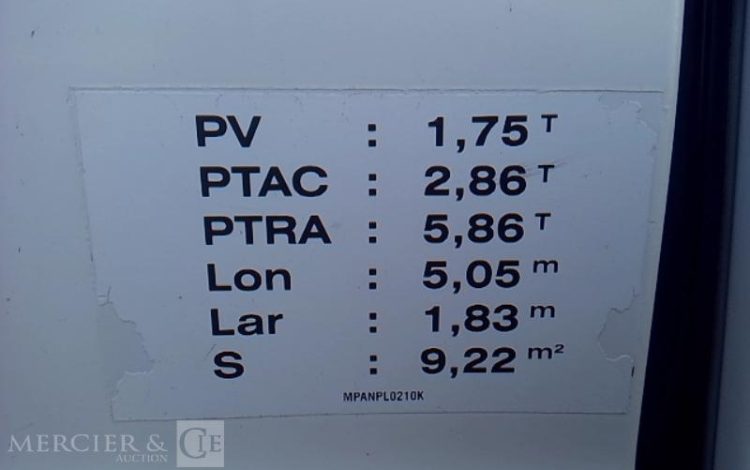 PV : 1,75 T
PTAC : 2,86 T
PTRA : 5,86 T
Lon : 5,05 m
Lar : 1,83 m
S : 9,22 m²
MPANPL0210K
MERCIER & CIE
AUCTION